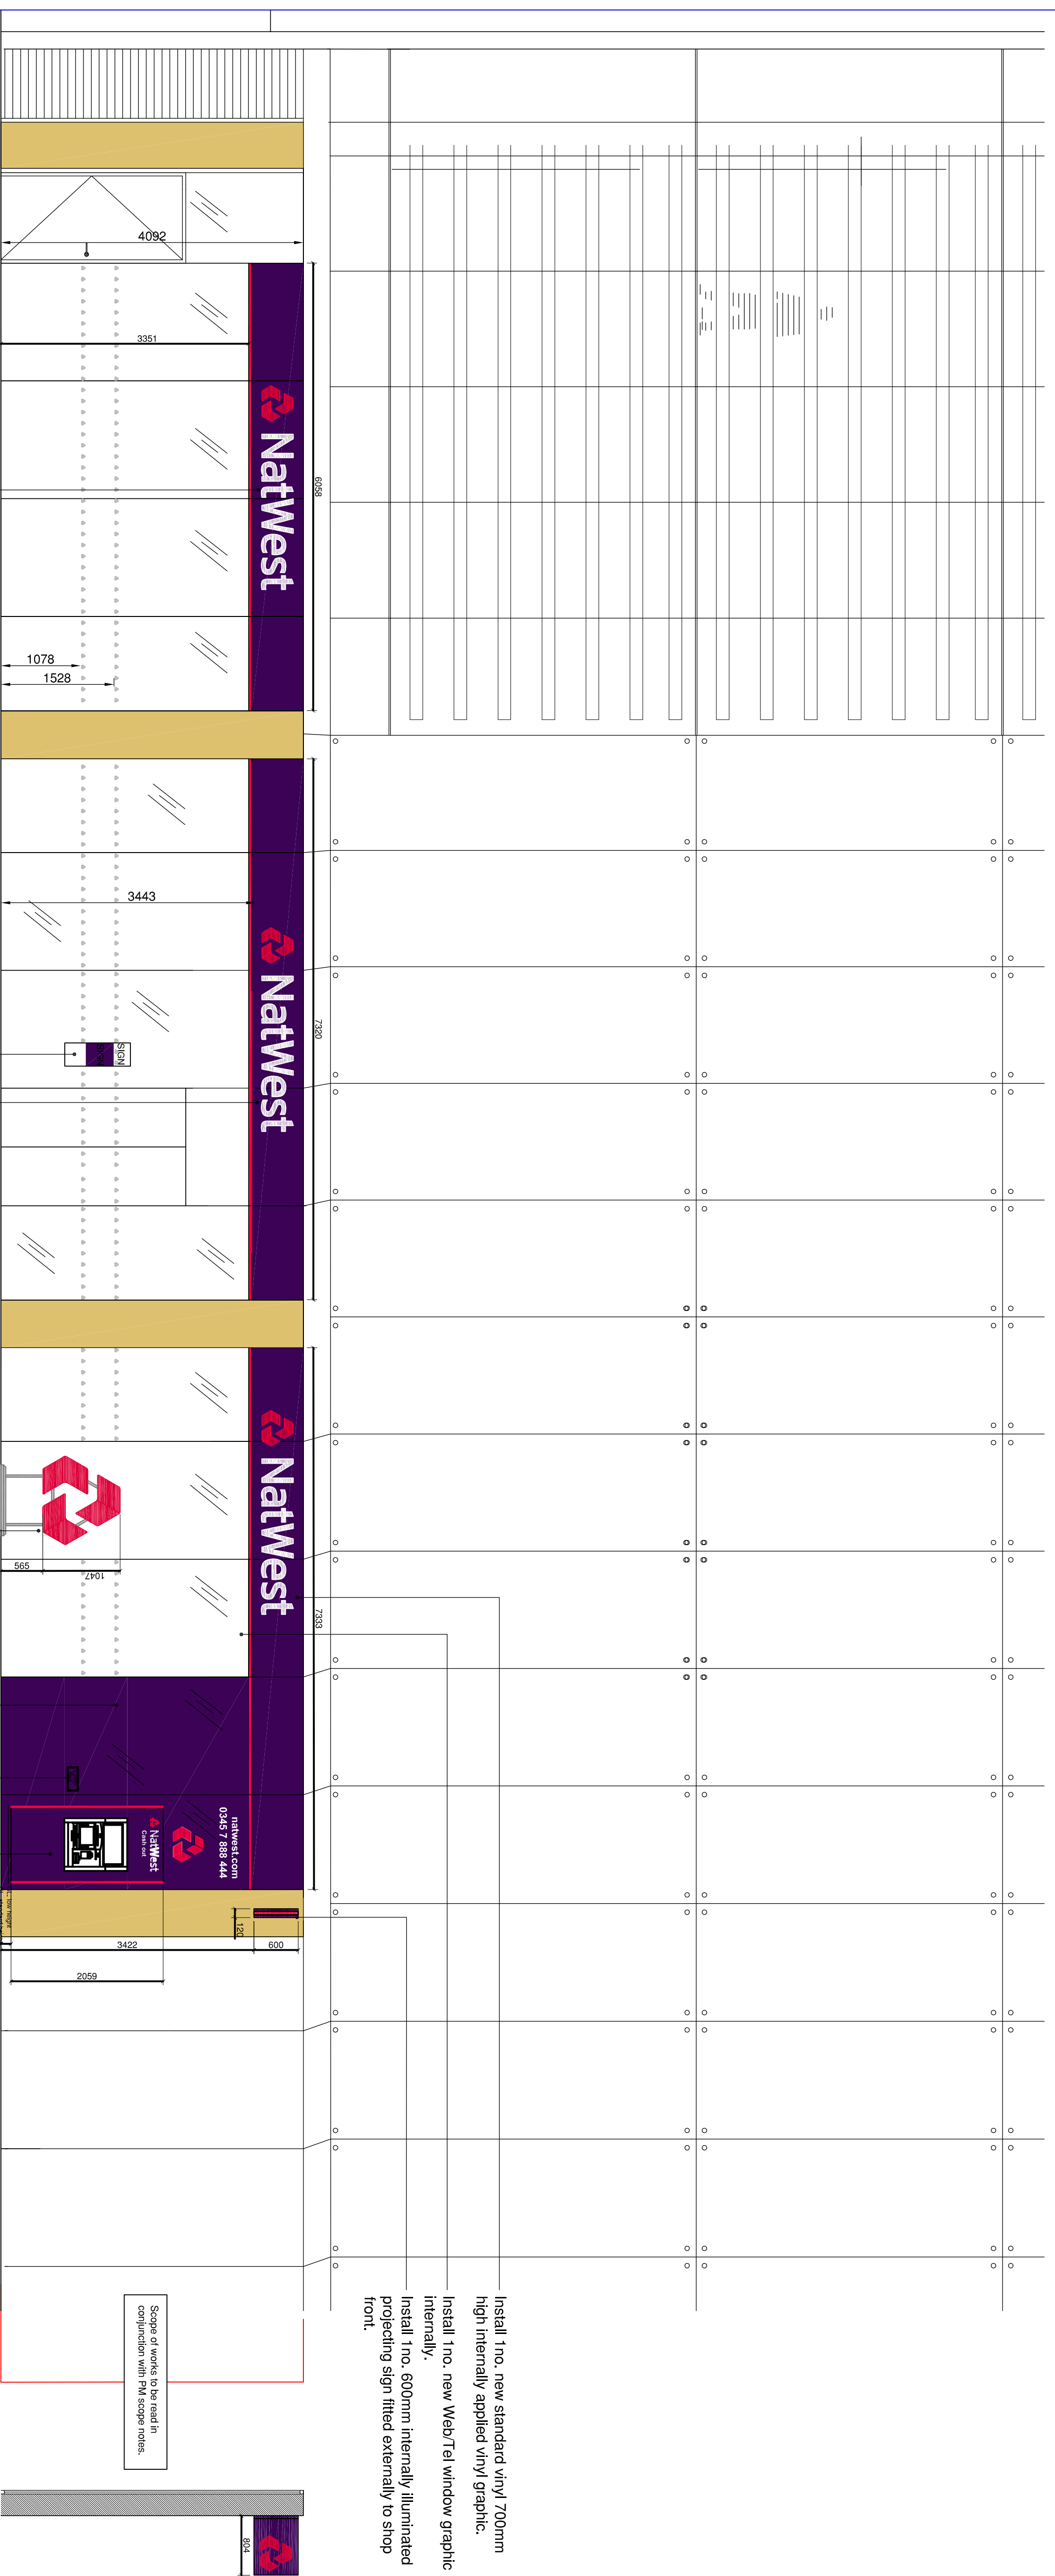 4092
3351
6058
NatWest
1078
1528
3443
7320
NatWest
SIGN
SIGN
565
1047
7333
NatWest
natwest.com
0345 7 888 444
NatWest
Cash out
low height
120
600
3422
2059
Install 1no. new standard vinyl 700mm
high internally applied vinyl graphic.
Install 1no. new Web/Tel window graphic
internally.
Install 1no. 600mm internally illuminated
projecting sign fitted externally to shop
front.
Scope of works to be read in
conjunction with PM scope notes.
804